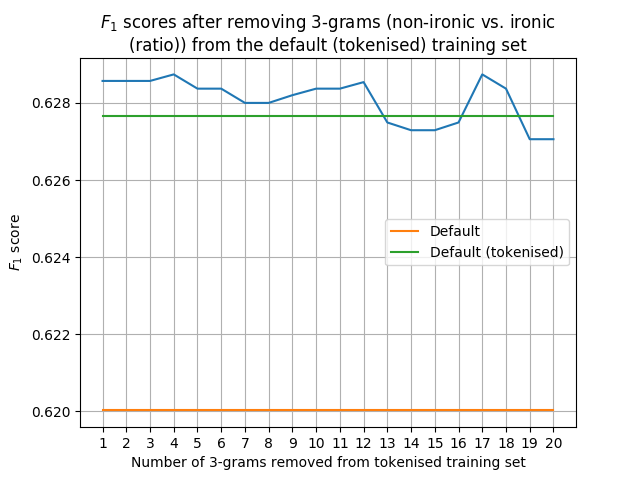 F₁ scores after removing 3-grams (non-ironic vs. ironic
(ratio)) from the default (tokenised) training set
0.628
0.626
0.624
0.622
0.620
F₁ score
Default
Default (tokenised)
1 2 3 4 5 6 7 8 9 10 11 12 13 14 15 16 17 18 19 20
Number of 3-grams removed from tokenised training set